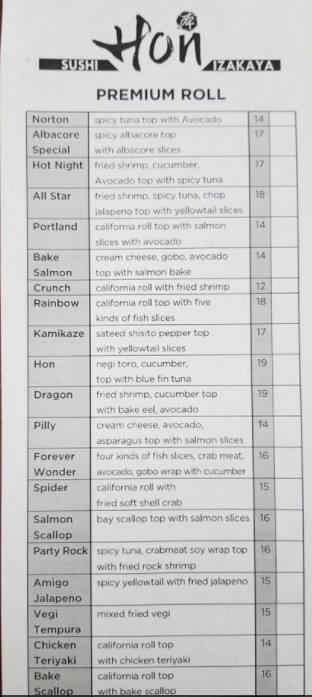 Hon
SUSHI IZAKAYA
PREMIUM ROLL
Norton spicy tuna top with Avocado 14
Albacore spicy albacore top 17
Special with albacore slices
Hot Night fried shrimp, cucumber, 17
Avocado top with spicy tuna
All Star fried shrimp, spicy tuna, chop 18
jalapeno top with yellowtail slices
Portland california roll top with salmon 14
slices with avocado
Bake cream cheese, gobo, avocado 14
Salmon top with salmon bake
Crunch california roll with fried shrimp 12
Rainbow california roll top with five 18
kinds of fish slices
Kamikaze sateed shisito pepper top 17
with yellowtail slices
Hon negi toro, cucumber, 19
top with blue fin tuna
Dragon fried shrimp, cucumber top 19
with bake eel, avocado
Pilly cream cheese, avocado, 14
asparagus top with salmon slices
Forever four kinds of fish slices, crab meat, 16
Wonder avocado, gobo wrap with cucumber
Spider california roll with 15
fried soft shell crab
Salmon bay scallop top with salmon slices 16
Scallop
Party Rock spicy tuna, crabmeat soy wrap top 16
with fried rock shrimp
Amigo spicy yellowtail with fried jalapeno 15
Jalapeno
Vegi mixed fried vegi 15
Tempura
Chicken california roll top 14
Teriyaki with chicken teriyaki
Bake california roll top 16
Scallop with bake scallop